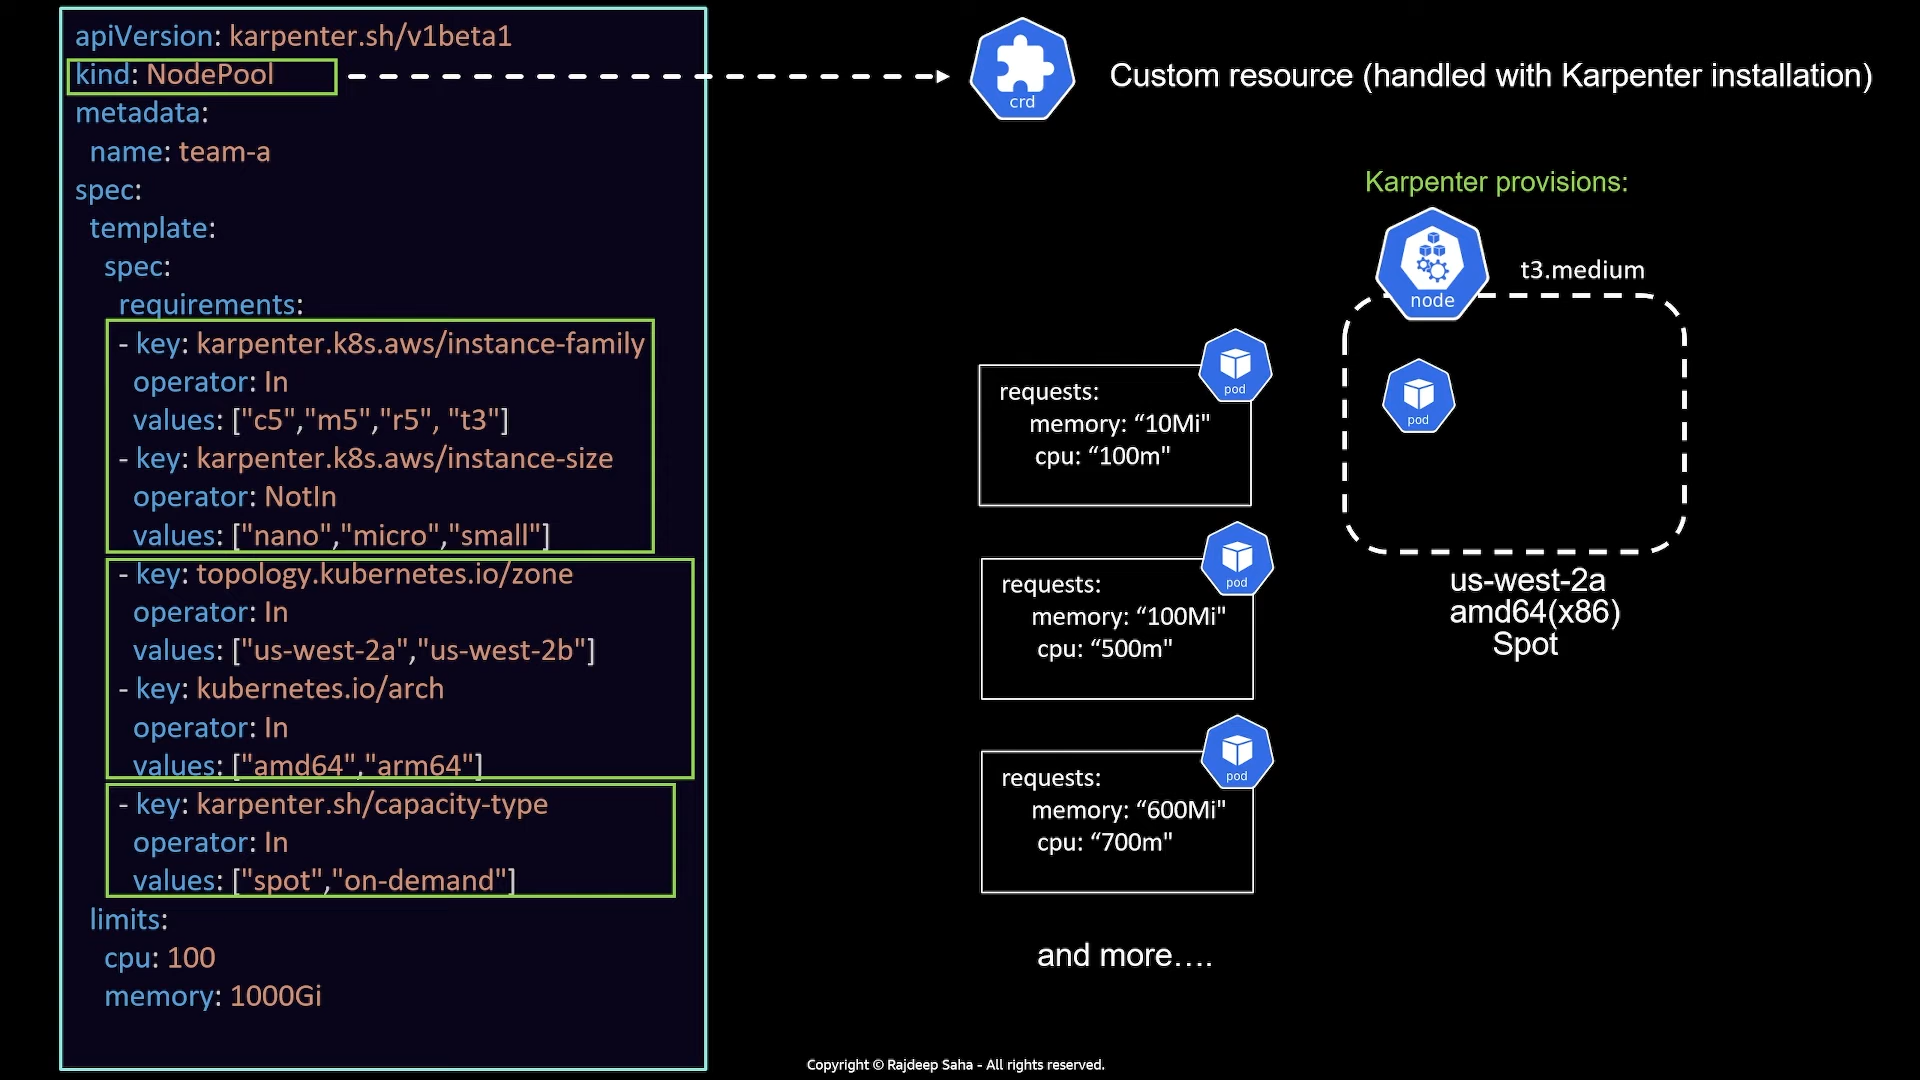 apiVersion: karpenter.sh/v1beta1
kind: NodePool
metadata:
name: team-a
spec:
template:
spec:
requirements:
- key: karpenter.k8s.aws/instance-family
operator: In
values: ["c5","m5","r5", "t3"]
- key: karpenter.k8s.aws/instance-size
operator: NotIn
values: ["nano","micro","small"]
- key: topology.kubernetes.io/zone
operator: In
values: ["us-west-2a","us-west-2b"]
- key: kubernetes.io/arch
operator: In
values: ["amd64","arm64"]
- key: karpenter.sh/capacity-type
operator: In
values: ["spot","on-demand"]
limits:
cpu: 100
memory: 1000Gi
crd
Custom resource (handled with Karpenter installation)
pod
requests:
memory: “10Mi"
cpu: “100m"
pod
requests:
memory: “100Mi"
cpu: “500m"
pod
requests:
memory: “600Mi"
cpu: “700m"
and more….
Karpenter provisions:
node
t3.medium
pod
us-west-2a
amd64(x86)
Spot
Copyright © Rajdeep Saha - All rights reserved.